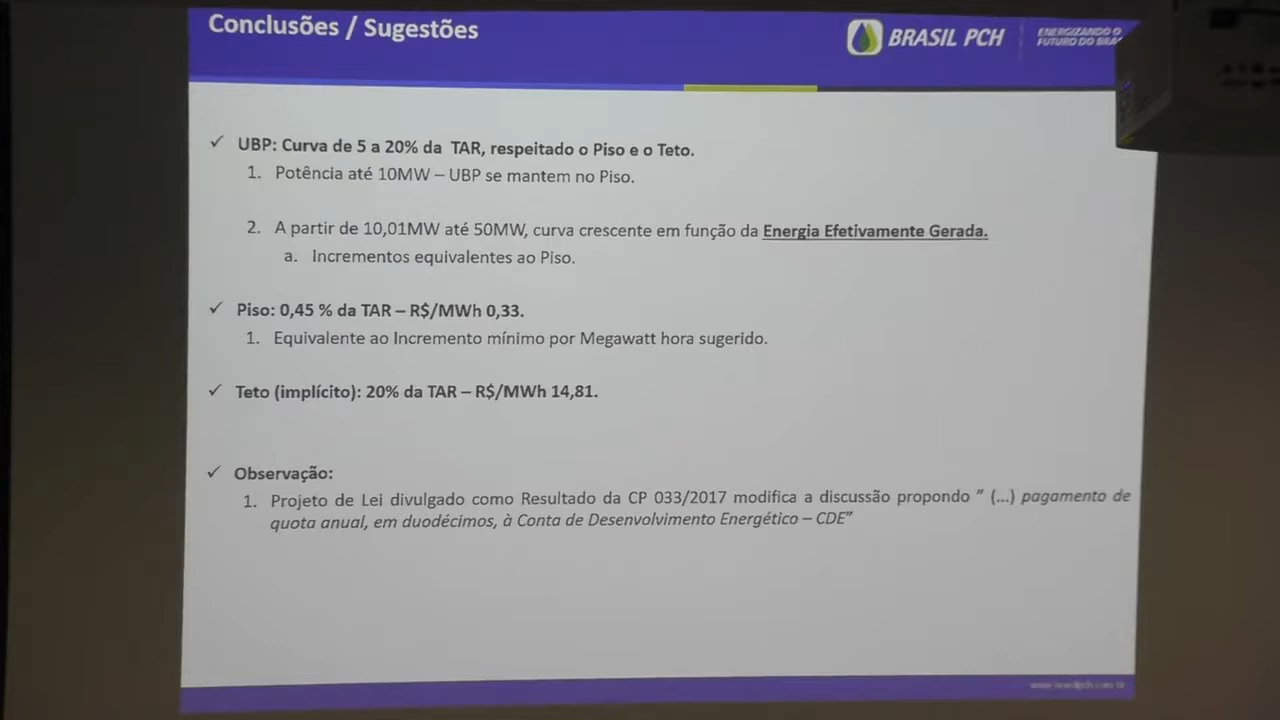 Conclusões / Sugestões
BRASIL PCH
ENERGIZANDO O
FUTURO DO BRA
✓ UBP: Curva de 5 a 20% da TAR, respeitado o Piso e o Teto.
1. Potência até 10MW – UBP se mantem no Piso.
2. A partir de 10,01MW até 50MW, curva crescente em função da Energia Efetivamente Gerada.
a. Incrementos equivalentes ao Piso.
✓ Piso: 0,45 % da TAR – R$/MWh 0,33.
1. Equivalente ao Incremento mínimo por Megawatt hora sugerido.
✓ Teto (implícito): 20% da TAR – R$/MWh 14,81.
✓ Observação:
1. Projeto de Lei divulgado como Resultado da CP 033/2017 modifica a discussão propondo ” (...) pagamento de
quota anual, em duodécimos, à Conta de Desenvolvimento Energético – CDE”
www.brasilpch.com.br